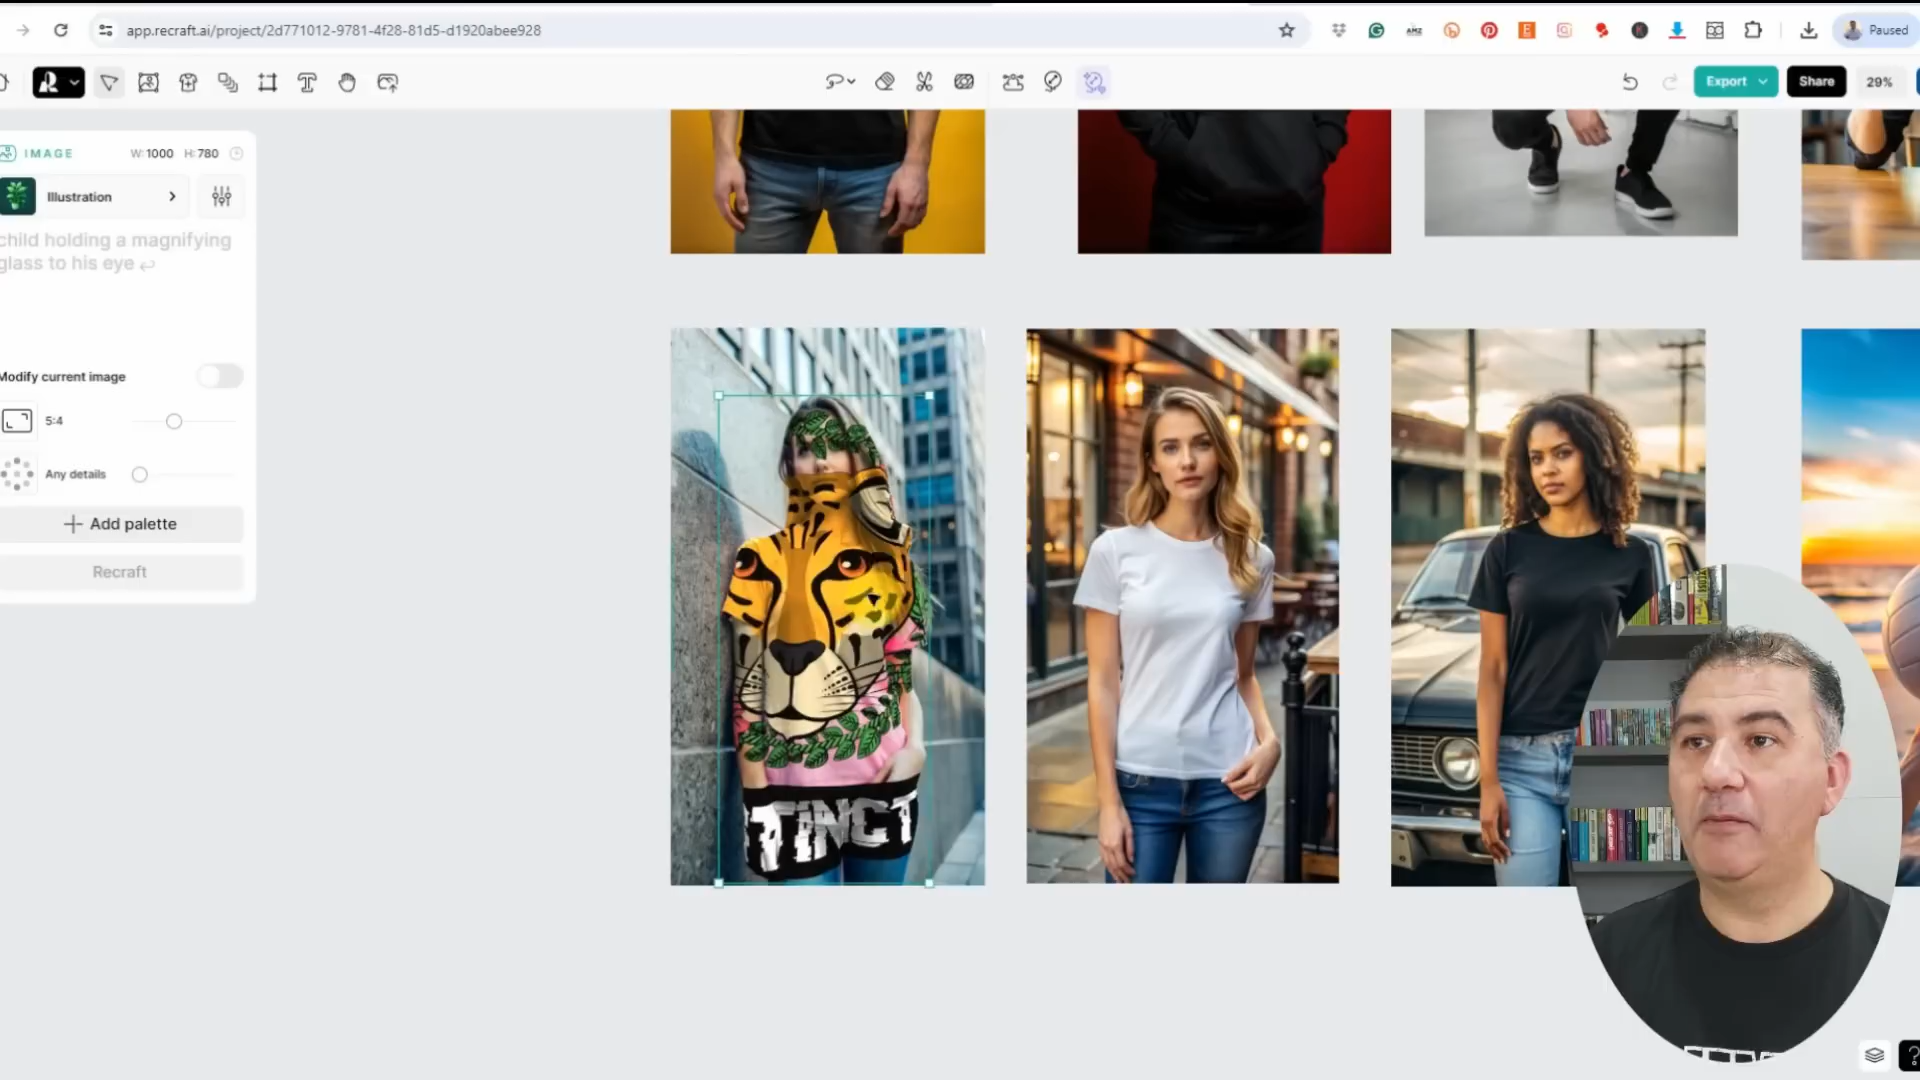 app.recraft.ai/project/2d771012-9781-4f28-81d5-d1920abee928
Paused
Export
Share
29%
IMAGE
W: 1000 H: 780
Illustration
child holding a magnifying
glass to his eye
Modify current image
5:4
Any details
Add palette
Recraft
TINCT